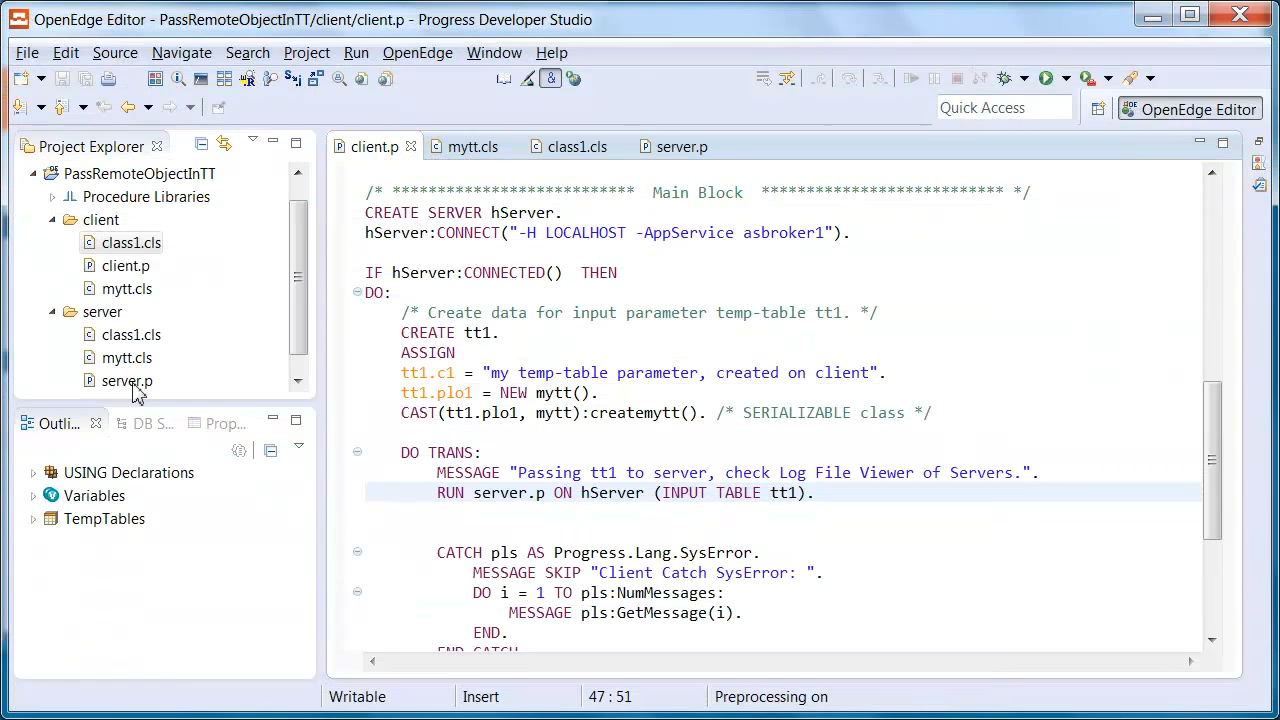 OpenEdge Editor - PassRemoteObjectInTT/client/client.p - Progress Developer Studio
File Edit Source Navigate Search Project Run OpenEdge Window Help
Quick Access
OpenEdge Editor
Project Explorer
PassRemoteObjectInTT
Procedure Libraries
client
class1.cls
client.p
mytt.cls
server
class1.cls
mytt.cls
server.p
Outli...
DB S...
Prop...
USING Declarations
Variables
TempTables
client.p
mytt.cls
class1.cls
server.p
/* *************************** Main Block *************************** */
CREATE SERVER hServer.
hServer:CONNECT("-H LOCALHOST -AppService asbroker1").
IF hServer:CONNECTED() THEN
DO:
/* Create data for input parameter temp-table tt1. */
CREATE tt1.
ASSIGN
tt1.c1 = "my temp-table parameter, created on client".
tt1.plo1 = NEW mytt().
CAST(tt1.plo1, mytt):createmytt(). /* SERIALIZABLE class */
DO TRANS:
MESSAGE "Passing tt1 to server, check Log File Viewer of Servers.".
RUN server.p ON hServer (INPUT TABLE tt1).
CATCH pls AS Progress.Lang.SysError.
MESSAGE SKIP "Client Catch SysError: ".
DO i = 1 TO pls:NumMessages:
MESSAGE pls:GetMessage(i).
END.
END CATCH
Writable
Insert
47 : 51
Preprocessing on